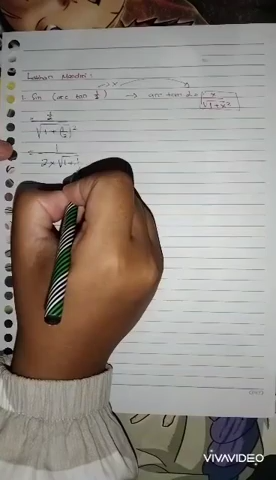 Latihan Mandiri :
1. Sin (arc tan 1/2) → x → arc tan α = x/√1+x²
= 1/2 / √1+(1/2)²
= 1 / 2×√1+
VIVAVIDEO